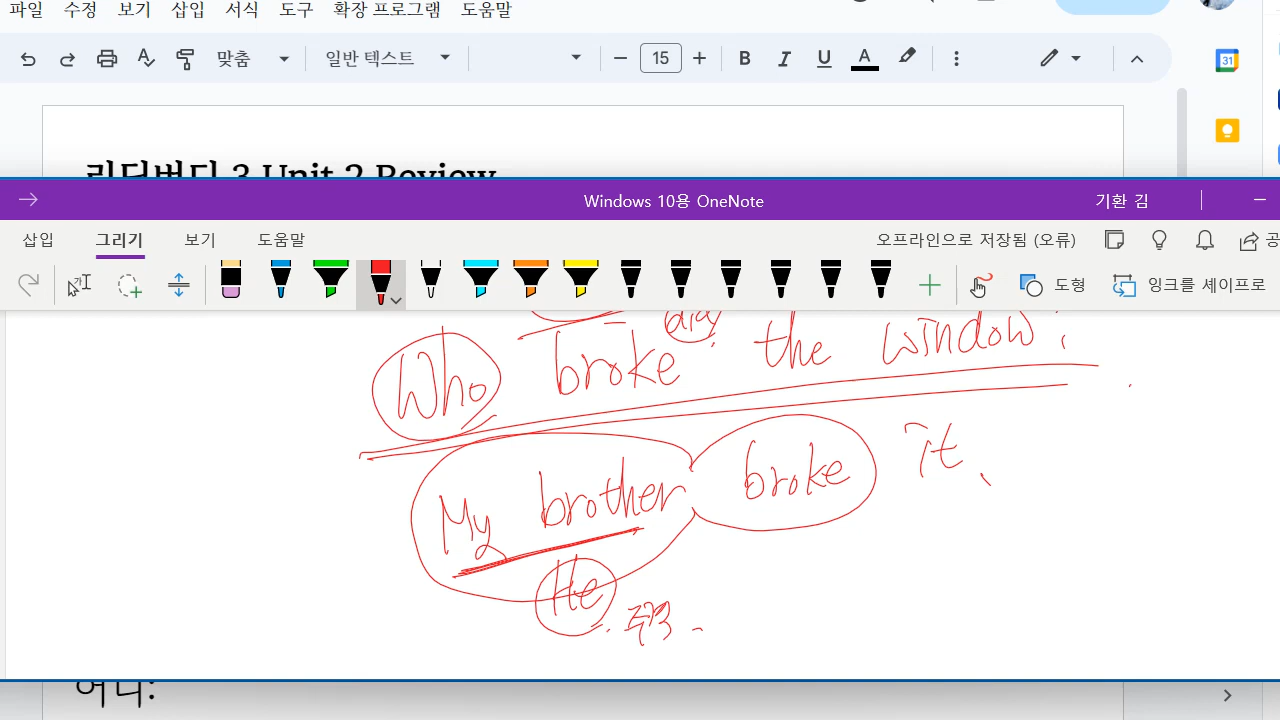 파일 수정 보기 삽입 서식 도구 확장 프로그램 도움말
맞춤 일반 텍스트 15 B I U A
31
리딩버디 3 Unit 2 Review
Windows 10용 OneNote 기환 김
삽입 그리기 보기 도움말 오프라인으로 저장됨 (오류) 공
도형 잉크를 셰이프로
Who broke the window?
My brother broke it.
He
주격
어디: